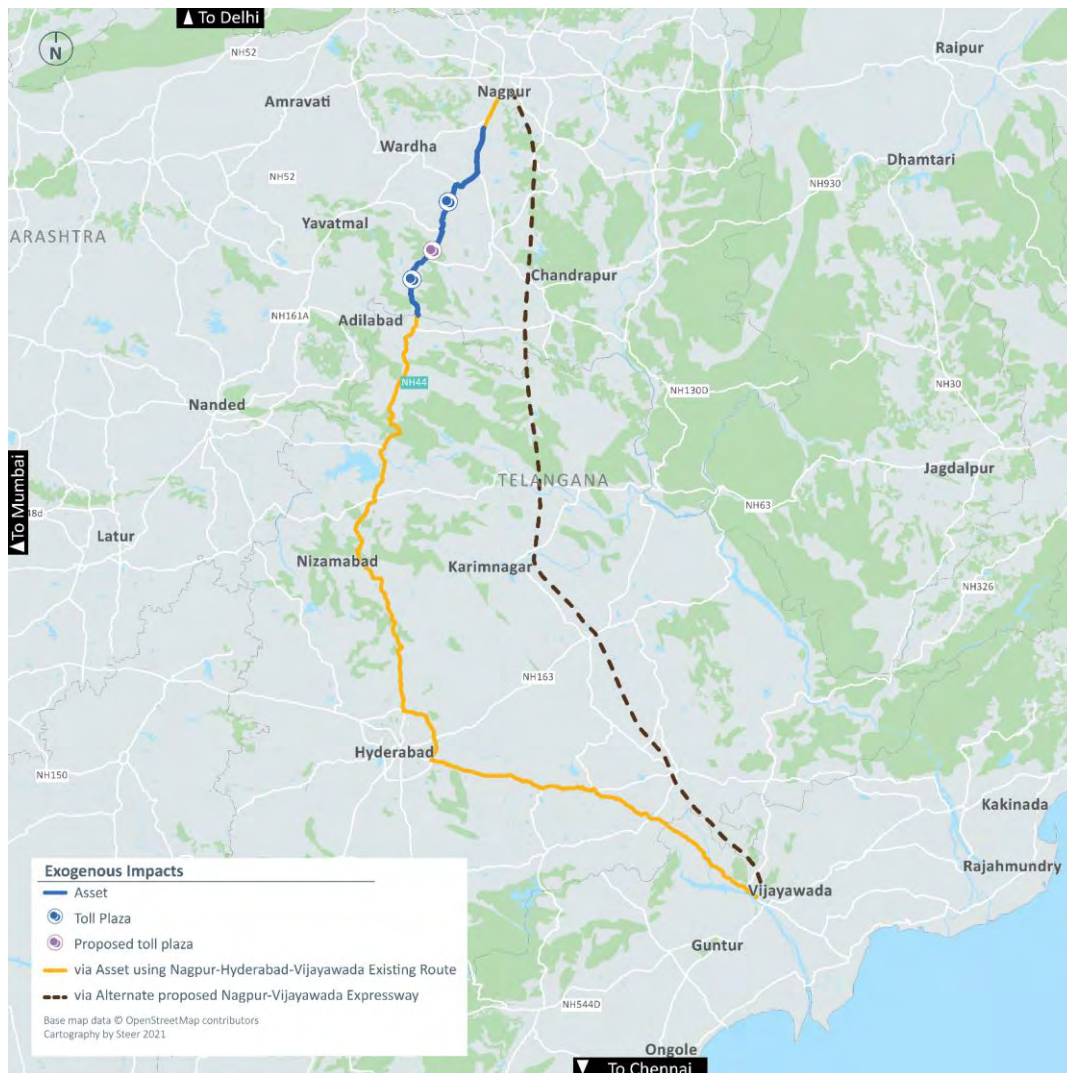 ▲ To Delhi
N
NH52
Raipur
Nagpur
Amravati
Wardha
Dhamtari
NH52
NH930
Yavatmal
ARASHTRA
Chandrapur
NH161A
Adilabad
NH44
NH130D
NH30
Nanded
TELANGANA
Jagdalpur
▲To Mumbai
48d
NH63
Latur
Nizamabad
Karimnagar
NH326
NH163
Hyderabad
NH150
Kakinada
Rajahmundry
Vijayawada
Guntur
NH544D
Ongole
▼ To Chennai
Exogenous Impacts
Asset
Toll Plaza
Proposed toll plaza
via Asset using Nagpur-Hyderabad-Vijayawada Existing Route
via Alternate proposed Nagpur-Vijayawada Expressway
Base map data © OpenStreetMap contributors
Cartography by Steer 2021